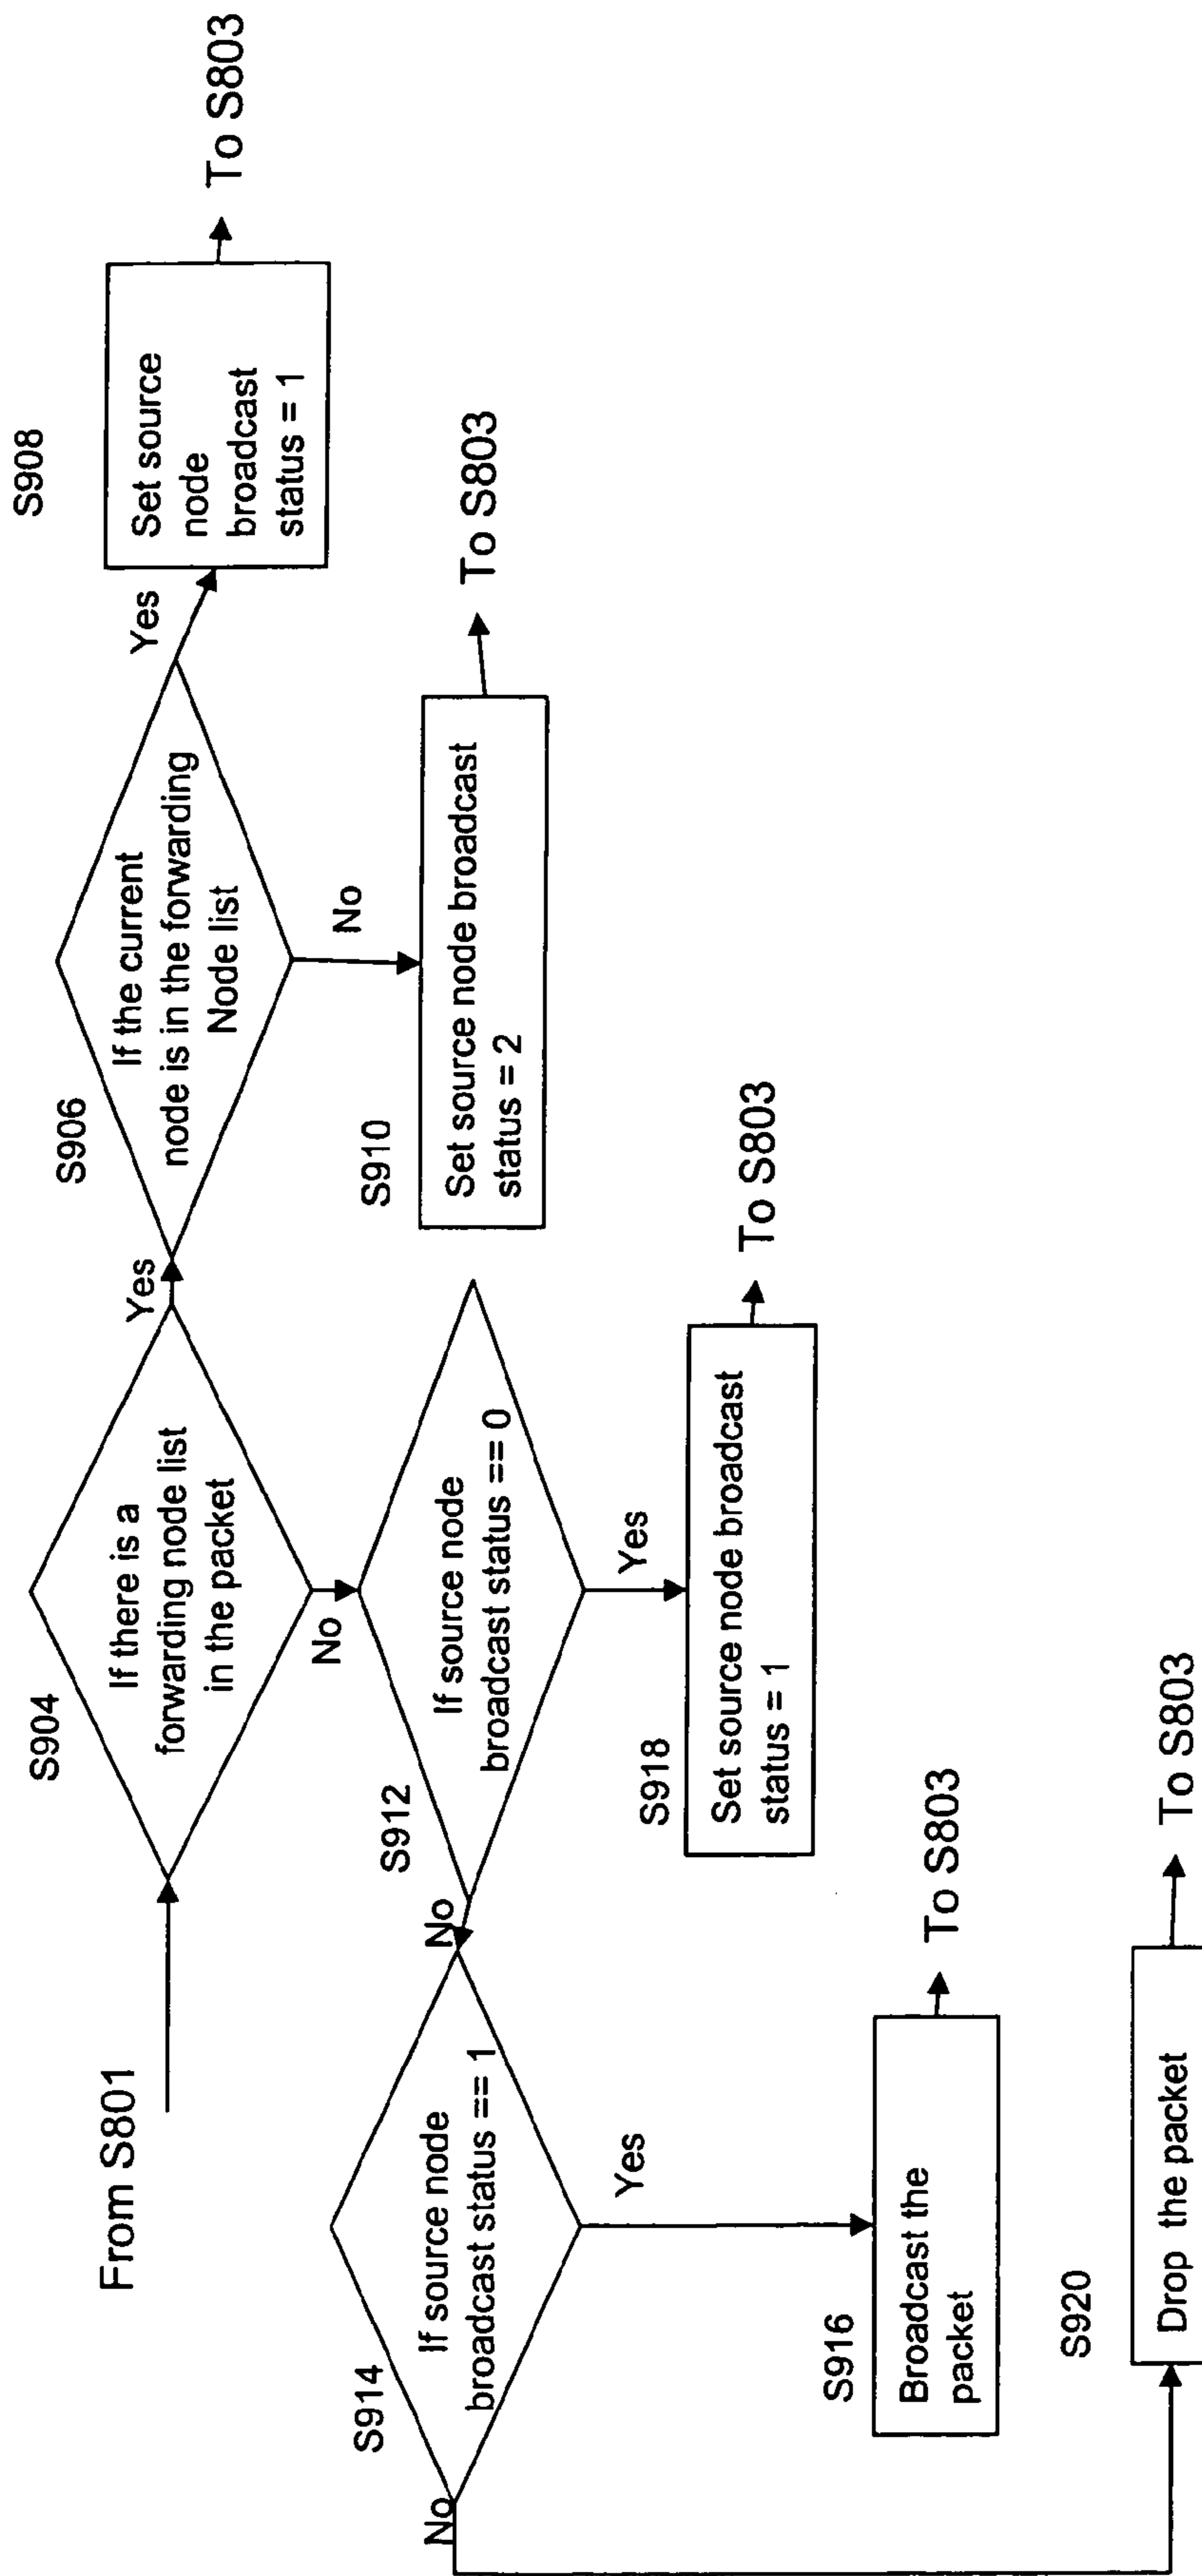 From S801
S904
If there is a
forwarding node list
in the packet
Yes
No
S906
If the current
node is in the forwarding
Node list
Yes
No
S908
Set source
node
broadcast
status = 1
To S803
S910
Set source node broadcast
status = 2
To S803
S912
If source node
broadcast status == 0
No
Yes
S918
Set source node broadcast
status = 1
To S803
S914
If source node
broadcast status == 1
No
Yes
S916
Broadcast the
packet
To S803
S920
Drop the packet
To S803